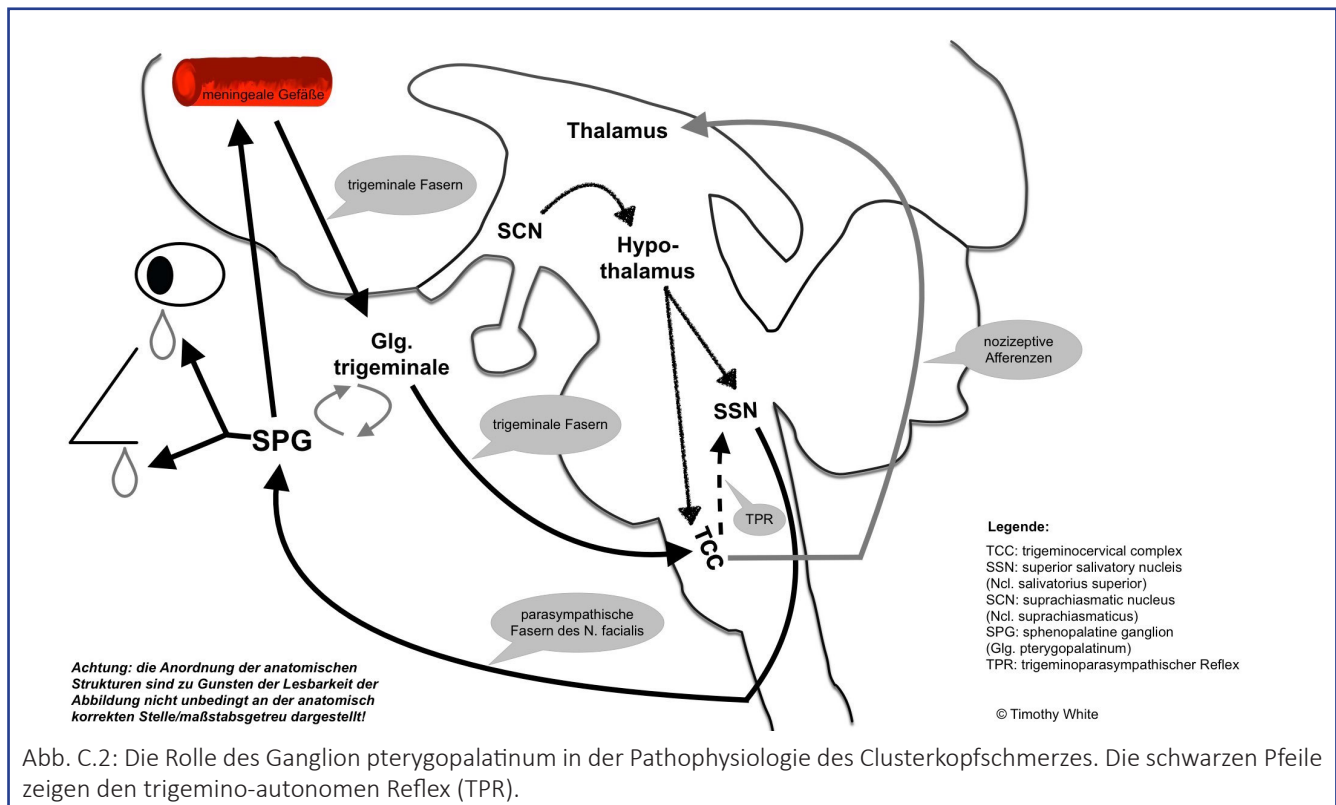 meningeale Gefäße
Thalamus
trigeminale Fasern
SCN
Hypo-
thalamus
Glg.
trigeminale
nozizeptive
Afferenzen
SSN
trigeminale Fasern
SPG
TPR
TCC
parasympathische
Fasern des N. facialis
Legende:
TCC: trigeminocervical complex
SSN: superior salivatory nucleis
(Ncl. salivatorius superior)
SCN: suprachiasmatic nucleus
(Ncl. suprachiasmaticus)
SPG: sphenopalatine ganglion
(Glg. pterygopalatinum)
TPR: trigeminoparasympathischer Reflex
Achtung: die Anordnung der anatomischen
Strukturen sind zu Gunsten der Lesbarkeit der
Abbildung nicht unbedingt an der anatomisch
korrekten Stelle/maßstabsgetreu dargestellt!
© Timothy White
Abb. C.2: Die Rolle des Ganglion pterygopalatinum in der Pathophysiologie des Clusterkopfschmerzes. Die schwarzen Pfeile
zeigen den trigemino-autonomen Reflex (TPR).